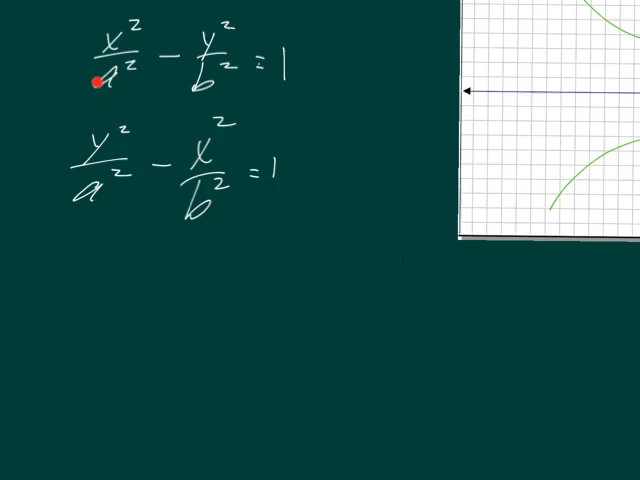 x²/a² − y²/b² = 1
y²/a² − x²/b² = 1